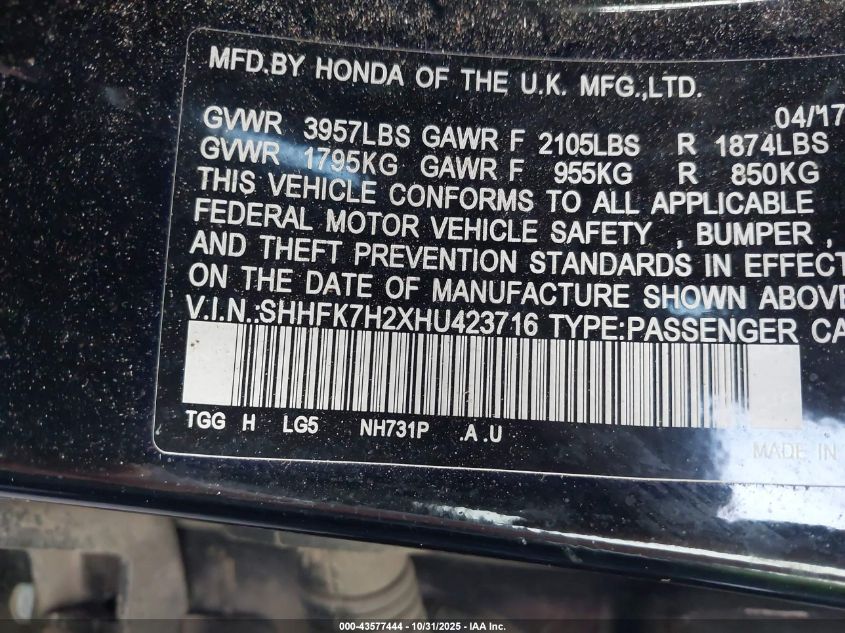 MFD.BY HONDA OF THE U.K. MFG.,LTD.
04/17
GVWR 3957LBS GAWR F 2105LBS R 1874LBS
GVWR 1795KG GAWR F 955KG R 850KG
THIS VEHICLE CONFORMS TO ALL APPLICABLE
FEDERAL MOTOR VEHICLE SAFETY , BUMPER ,
AND THEFT PREVENTION STANDARDS IN EFFECT
ON THE DATE OF MANUFACTURE SHOWN ABOVE
V.I.N.:SHHFK7H2XHU423716 TYPE:PASSENGER CA
TGG H LG5 NH731P .A.U
MADE IN
000-43577444 - 10/31/2025 - IAA Inc.